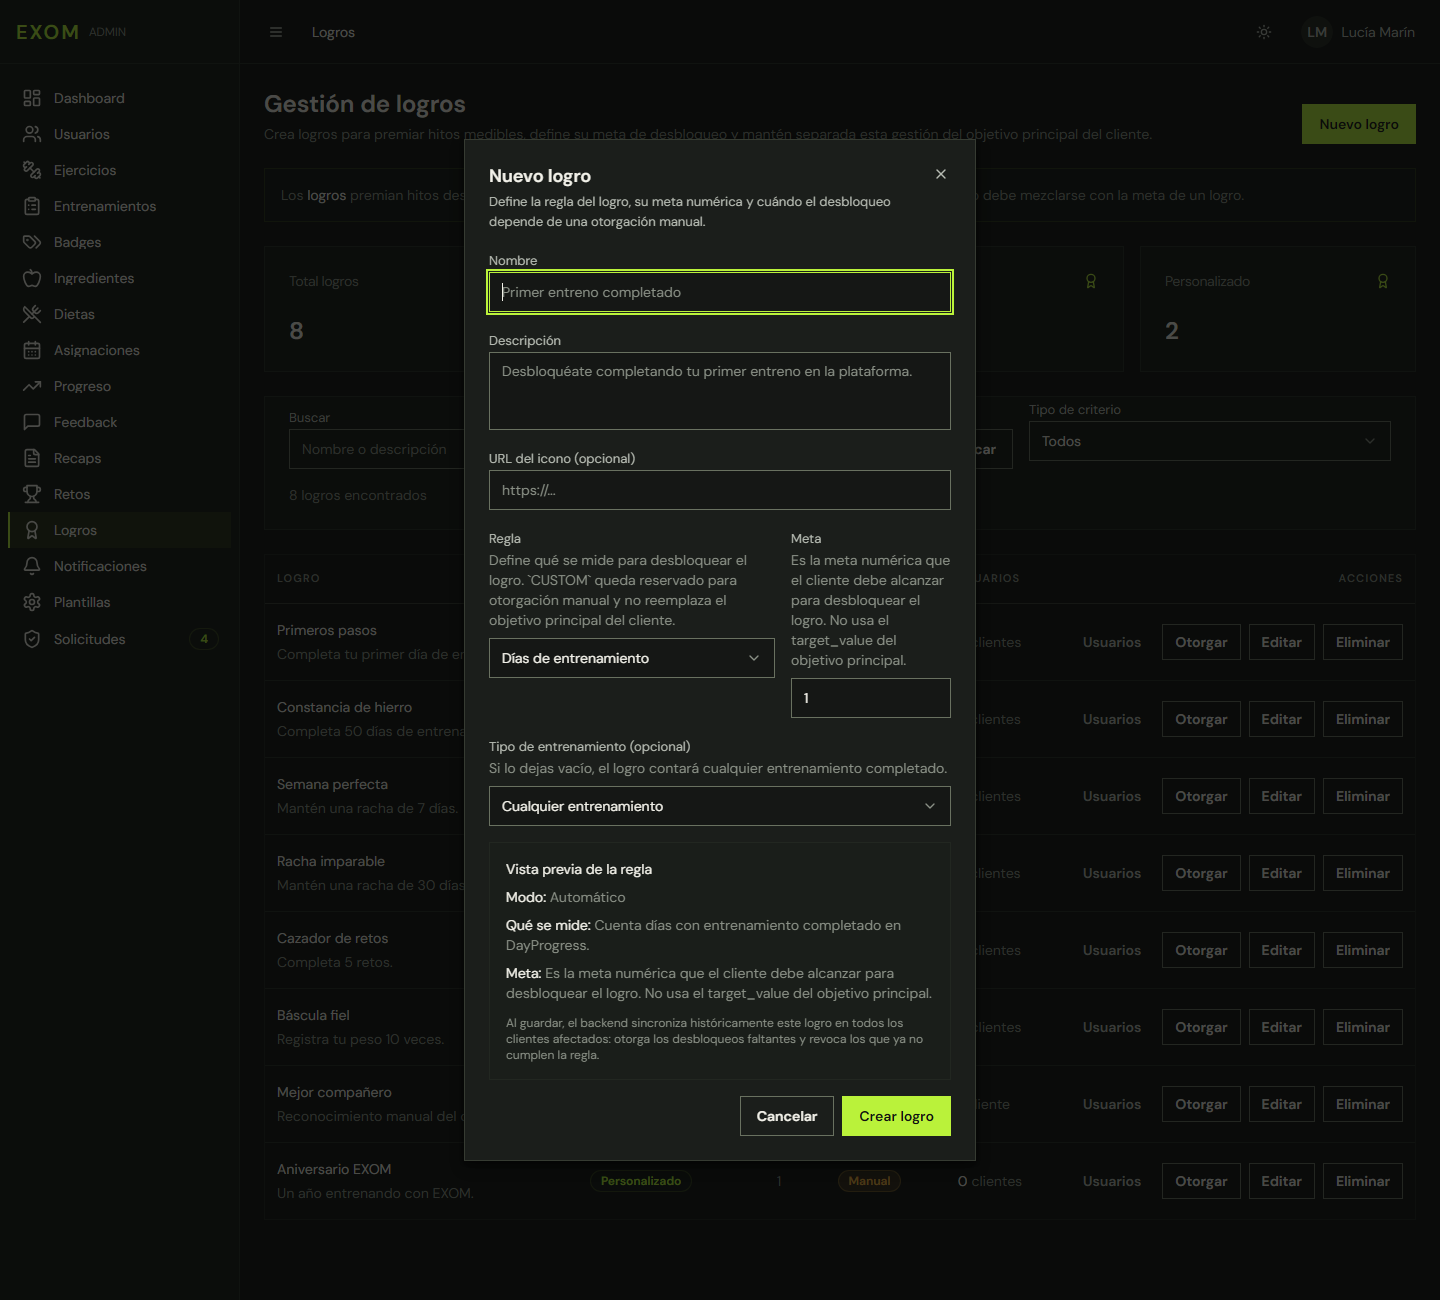 EXOM ADMIN
Logros
LM Lucía Marín
Dashboard
Usuarios
Ejercicios
Entrenamientos
Badges
Ingredientes
Dietas
Asignaciones
Progreso
Feedback
Recaps
Retos
Logros
Notificaciones
Plantillas
Solicitudes 4
Gestión de logros
Crea logros para premiar hitos medibles, define su meta de desbloqueo y mantén separada esta gestión del objetivo principal del cliente.
Nuevo logro
Los logros premian hitos des
debe mezclarse con la meta de un logro.
Total logros
8
Personalizado
2
Buscar
Nombre o descripción
car
Tipo de criterio
Todos
8 logros encontrados
LOGRO
ACCIONES
Primeros pasos
Completa tu primer día de en
clientes Usuarios Otorgar Editar Eliminar
Constancia de hierro
Completa 50 días de entrena
clientes Usuarios Otorgar Editar Eliminar
Semana perfecta
Mantén una racha de 7 días.
clientes Usuarios Otorgar Editar Eliminar
Racha imparable
Mantén una racha de 30 días
clientes Usuarios Otorgar Editar Eliminar
Cazador de retos
Completa 5 retos.
clientes Usuarios Otorgar Editar Eliminar
Báscula fiel
Registra tu peso 10 veces.
clientes Usuarios Otorgar Editar Eliminar
Mejor compañero
Reconocimiento manual del c
cliente Usuarios Otorgar Editar Eliminar
Aniversario EXOM
Un año entrenando con EXOM.
Personalizado 1 Manual 0 clientes Usuarios Otorgar Editar Eliminar
Nuevo logro
Define la regla del logro, su meta numérica y cuándo el desbloqueo
depende de una otorgación manual.
Nombre
Primer entreno completado
Descripción
Desbloquéate completando tu primer entreno en la plataforma.
URL del icono (opcional)
https://...
Regla
Define qué se mide para desbloquear el
logro. `CUSTOM` queda reservado para
otorgación manual y no reemplaza el
objetivo principal del cliente.
Días de entrenamiento
Meta
Es la meta numérica que
el cliente debe alcanzar
para desbloquear el
logro. No usa el
target_value del
objetivo principal.
1
Tipo de entrenamiento (opcional)
Si lo dejas vacío, el logro contará cualquier entrenamiento completado.
Cualquier entrenamiento
Vista previa de la regla
Modo: Automático
Qué se mide: Cuenta días con entrenamiento completado en
DayProgress.
Meta: Es la meta numérica que el cliente debe alcanzar para
desbloquear el logro. No usa el target_value del objetivo principal.
Al guardar, el backend sincroniza históricamente este logro en todos los
clientes afectados: otorga los desbloqueos faltantes y revoca los que ya no
cumplen la regla.
Cancelar
Crear logro